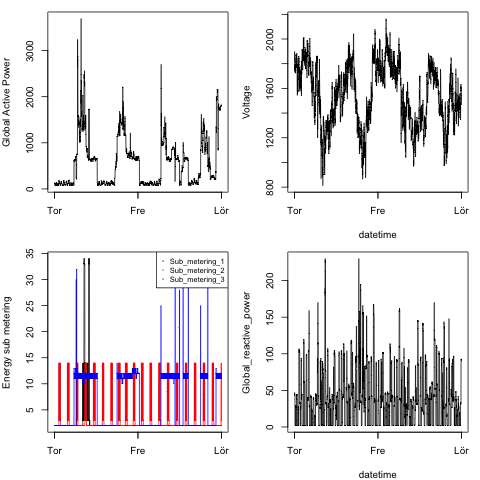 Global Active Power
0
1000
2000
3000
Tor
Fre
Lör
Voltage
800
1200
1600
2000
Tor
Fre
Lör
datetime
Energy sub metering
5
10
15
20
25
30
35
Sub_metering_1
Sub_metering_2
Sub_metering_3
Tor
Fre
Lör
Global_reactive_power
0
50
100
150
200
Tor
Fre
Lör
datetime